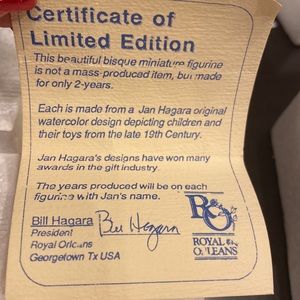 Certificate of
Limited Edition
This beautiful bisque miniature figurine
is not a mass-produced item, but made
for only 2-years.
Each is made from a Jan Hagara original
watercolor design depicting children and
their toys from the late 19th Century.
Jan Hagara's designs have won many
awards in the gift industry.
The years produced will be on each
figurine with Jan's name.
Bill Hagara Bill Hagara
President
Royal Orleans
Georgetown Tx USA
RO
ROYAL
ORLEANS